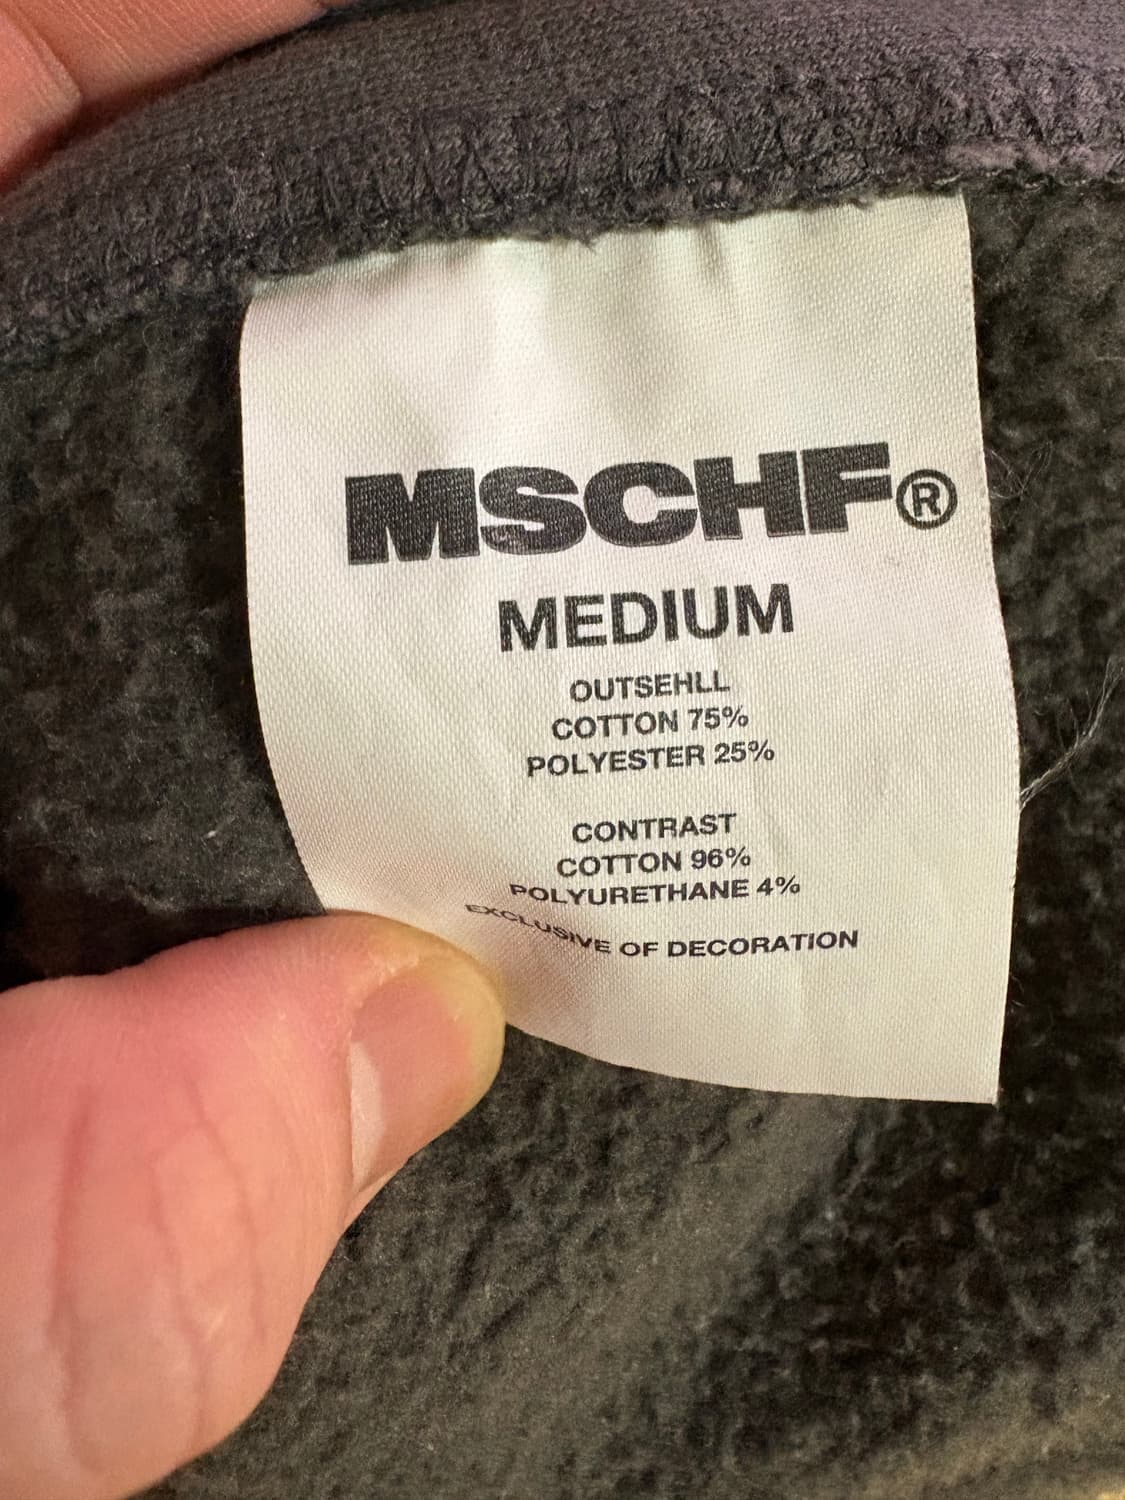 MSCHF®
MEDIUM
OUTSEHLL
COTTON 75%
POLYESTER 25%
CONTRAST
COTTON 96%
POLYURETHANE 4%
EXCLUSIVE OF DECORATION